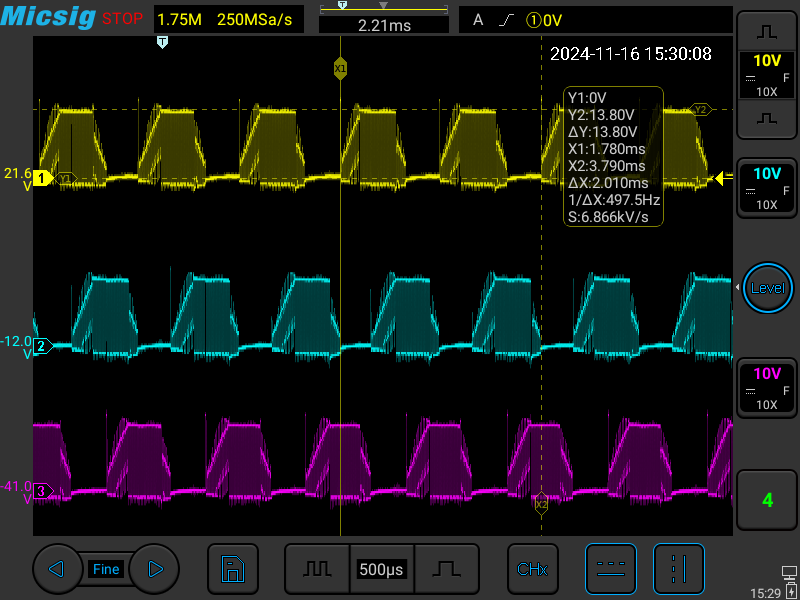 Micsig STOP 1.75M 250MSa/s T 2.21ms A ①0V
T
2024-11-16 15:30:08
X1
10V
F
10X
Y1:0V
Y2:13.80V
ΔY:13.80V
X1:1.780ms
X2:3.790ms
ΔX:2.010ms
1/ΔX:497.5Hz
S:6.866kV/s
Y2
21.6
V
1
Y1
10V
F
10X
Level
-12.0
V
2
10V
F
10X
-41.0
V
3
X2
4
Fine
500μs
CHx
15:29